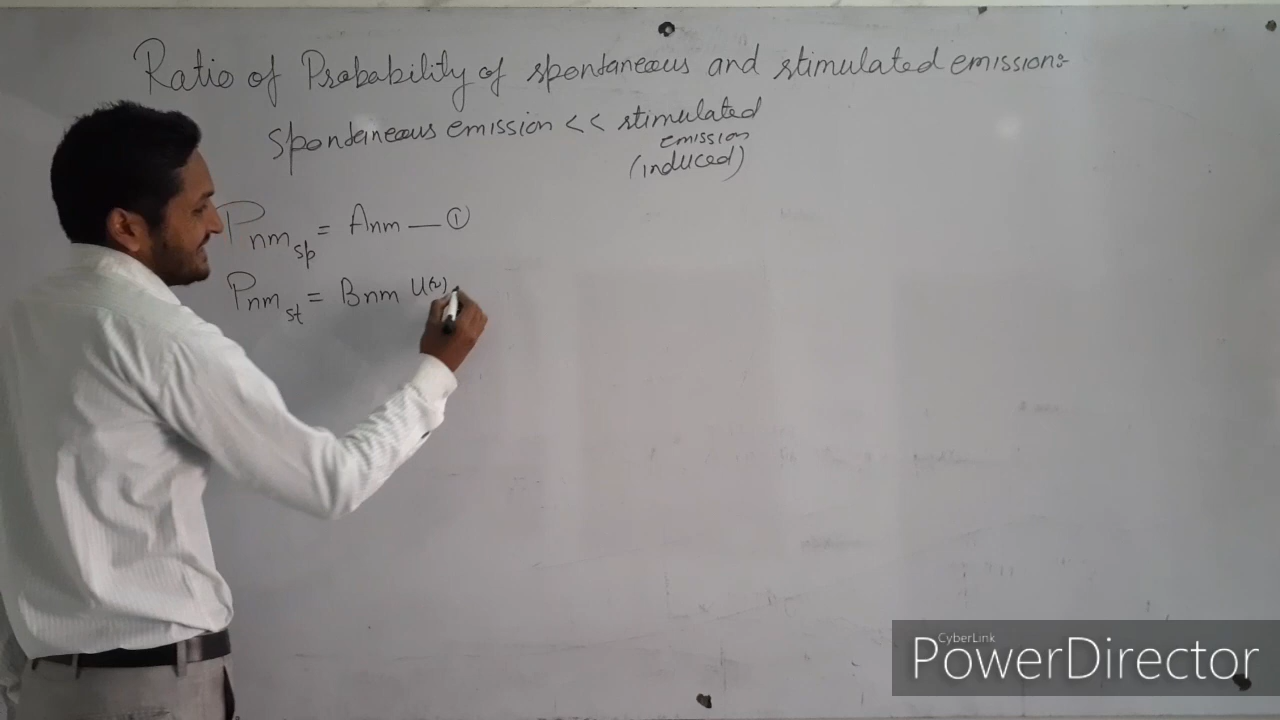 Ratio of Probability of spontaneous and stimulated emission:-
Spontaneous emission << stimulated
emission
(induced)
Pnm sp = Anm — ①
Pnm st = Bnm U(ν)
CyberLink
PowerDirector